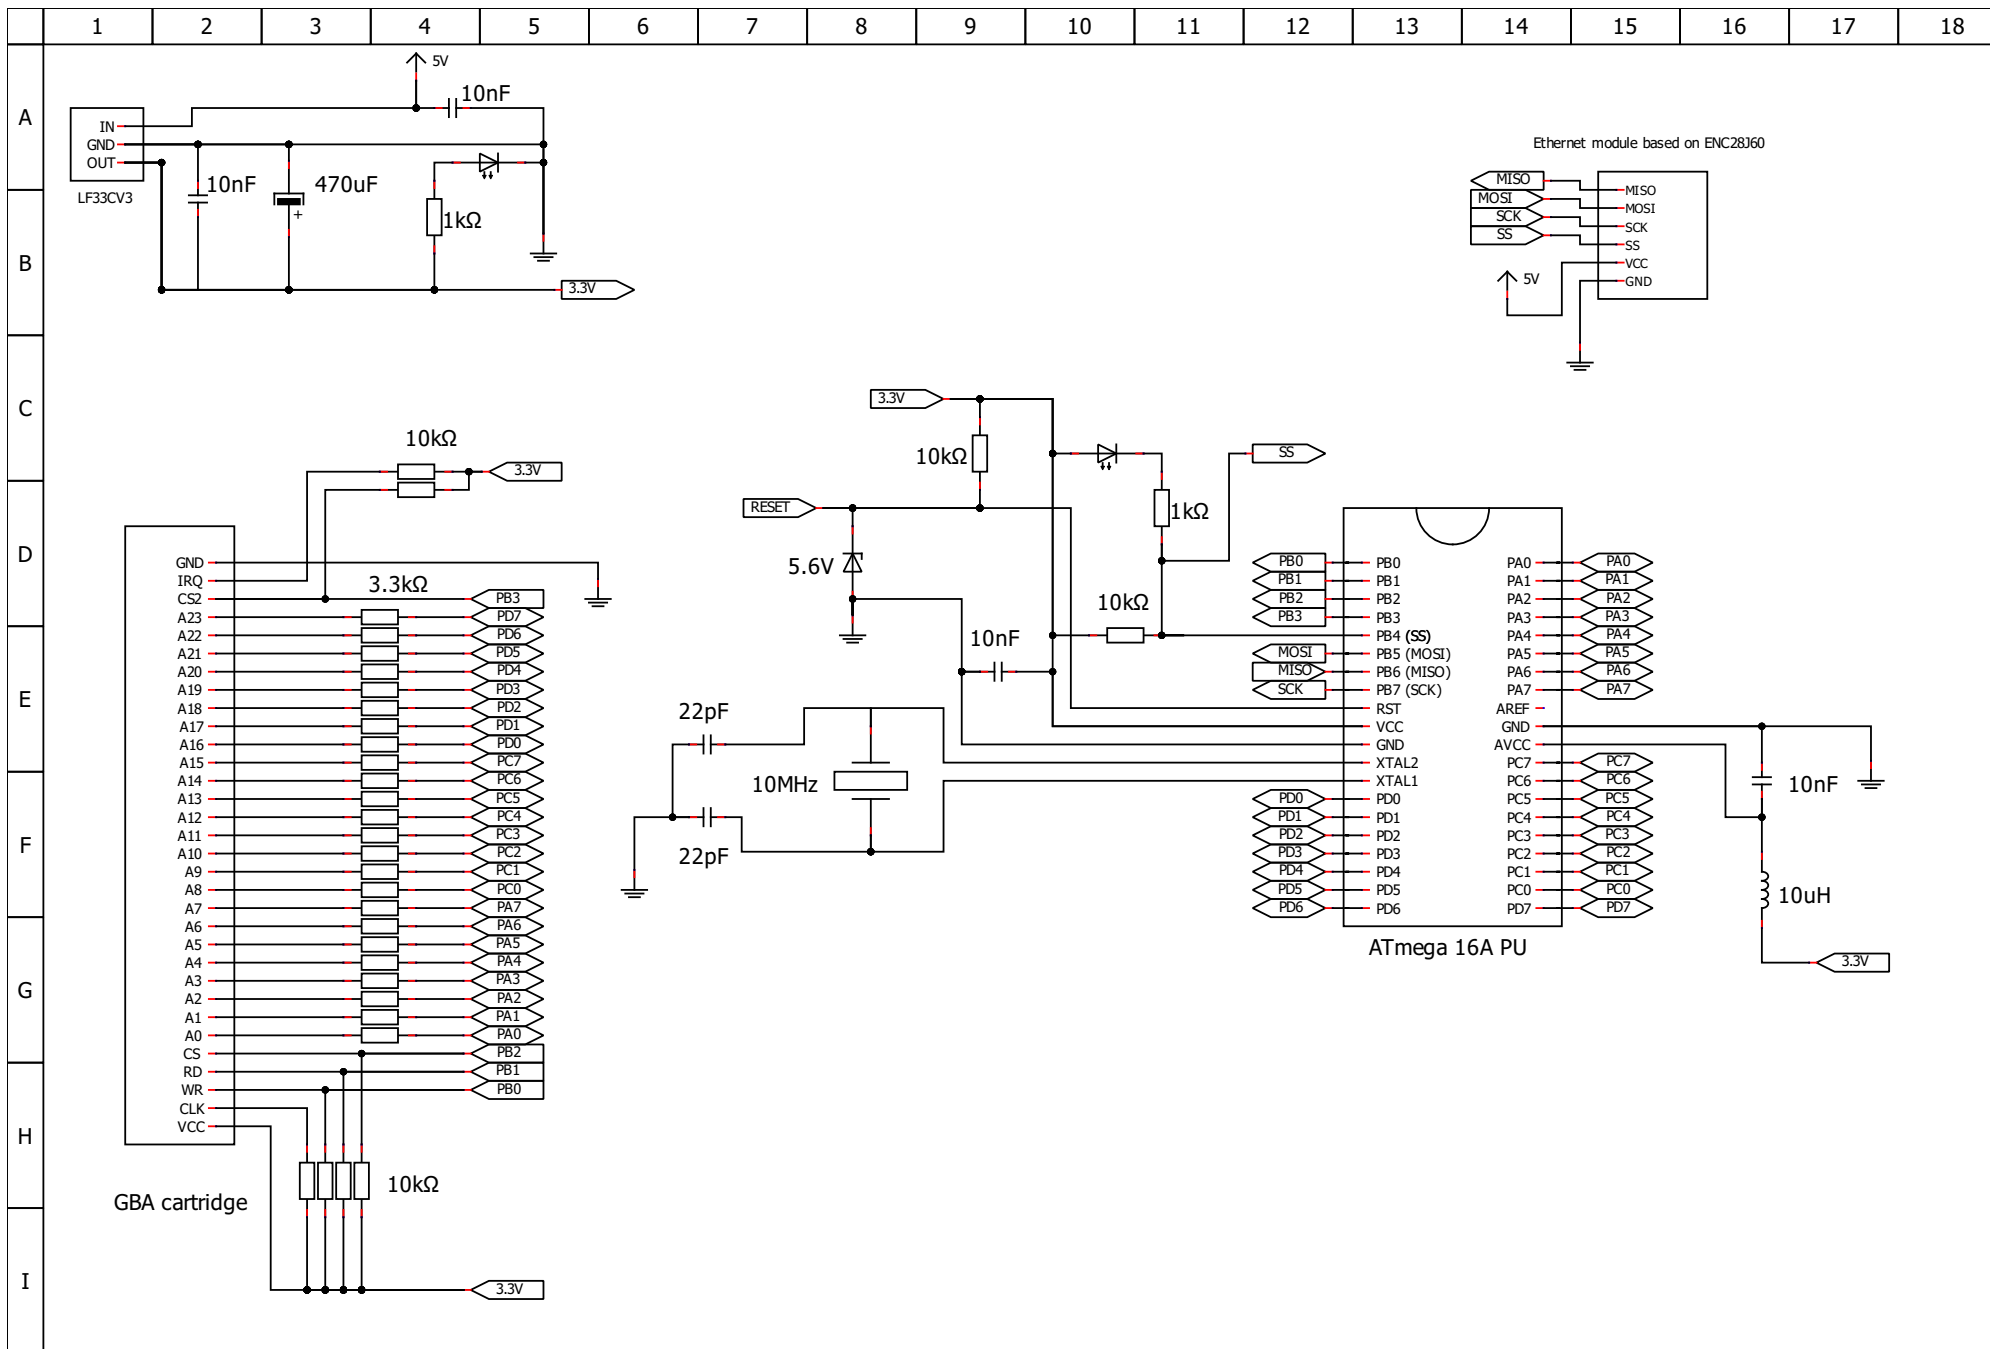 1 2 3 4 5 6 7 8 9 10 11 12 13 14 15 16 17 18
A
B
C
D
E
F
G
H
I
5V
10nF
IN
GND
OUT
LF33CV3
10nF
470uF
+
1kΩ
3.3V
Ethernet module based on ENC28J60
MISO
MOSI
SCK
SS
MISO
MOSI
SCK
SS
VCC
GND
5V
10kΩ
3.3V
GND
IRQ
CS2
A23
A22
A21
A20
A19
A18
A17
A16
A15
A14
A13
A12
A11
A10
A9
A8
A7
A6
A5
A4
A3
A2
A1
A0
CS
RD
WR
CLK
VCC
3.3kΩ
PB3
PD7
PD6
PD5
PD4
PD3
PD2
PD1
PD0
PC7
PC6
PC5
PC4
PC3
PC2
PC1
PC0
PA7
PA6
PA5
PA4
PA3
PA2
PA1
PA0
PB2
PB1
PB0
10kΩ
GBA cartridge
3.3V
3.3V
10kΩ
RESET
5.6V
SS
1kΩ
10kΩ
10nF
22pF
10MHz
22pF
PB0
PB1
PB2
PB3
MOSI
MISO
SCK
PD0
PD1
PD2
PD3
PD4
PD5
PD6
PB0
PB1
PB2
PB3
PB4 (SS)
PB5 (MOSI)
PB6 (MISO)
PB7 (SCK)
RST
VCC
GND
XTAL2
XTAL1
PD0
PD1
PD2
PD3
PD4
PD5
PD6
PA0
PA1
PA2
PA3
PA4
PA5
PA6
PA7
AREF
GND
AVCC
PC7
PC6
PC5
PC4
PC3
PC2
PC1
PC0
PD7
PA0
PA1
PA2
PA3
PA4
PA5
PA6
PA7
PC7
PC6
PC5
PC4
PC3
PC2
PC1
PC0
PD7
ATmega 16A PU
10nF
10uH
3.3V